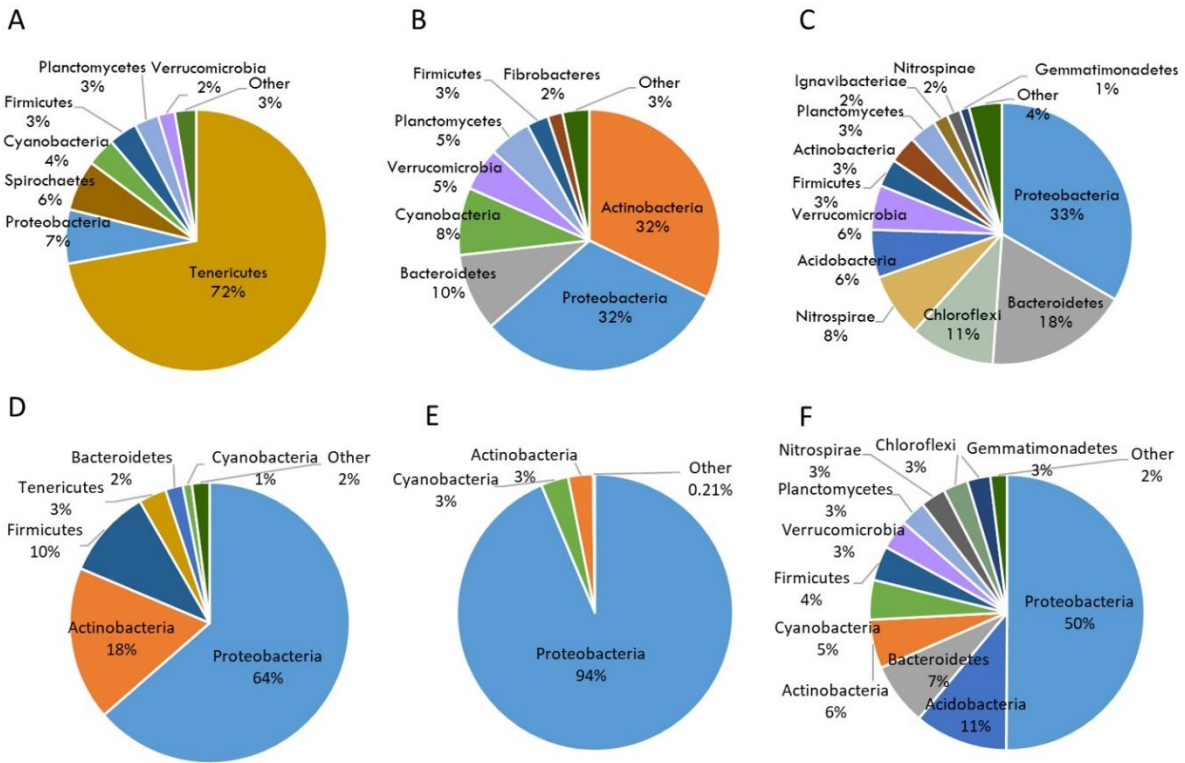 A
Planctomycetes
3%
Verrucomicrobia
2%
Other
3%
Firmicutes
3%
Cyanobacteria
4%
Spirochaetes
6%
Proteobacteria
7%
Tenericutes
72%
B
Firmicutes
3%
Fibrobacteres
2%
Other
3%
Planctomycetes
5%
Verrucomicrobia
5%
Cyanobacteria
8%
Bacteroidetes
10%
Actinobacteria
32%
Proteobacteria
32%
C
Nitrospinae
2%
Gemmatimonadetes
1%
Ignavibacteriae
2%
Other
4%
Planctomycetes
3%
Actinobacteria
3%
Firmicutes
3%
Verrucomicrobia
6%
Acidobacteria
6%
Nitrospirae
8%
Chloroflexi
11%
Bacteroidetes
18%
Proteobacteria
33%
D
Bacteroidetes
2%
Cyanobacteria
1%
Other
2%
Tenericutes
3%
Firmicutes
10%
Actinobacteria
18%
Proteobacteria
64%
E
Actinobacteria
3%
Cyanobacteria
3%
Other
0.21%
Proteobacteria
94%
F
Chloroflexi
3%
Gemmatimonadetes
3%
Other
2%
Nitrospirae
3%
Planctomycetes
3%
Verrucomicrobia
3%
Firmicutes
4%
Cyanobacteria
5%
Actinobacteria
6%
Bacteroidetes
7%
Acidobacteria
11%
Proteobacteria
50%